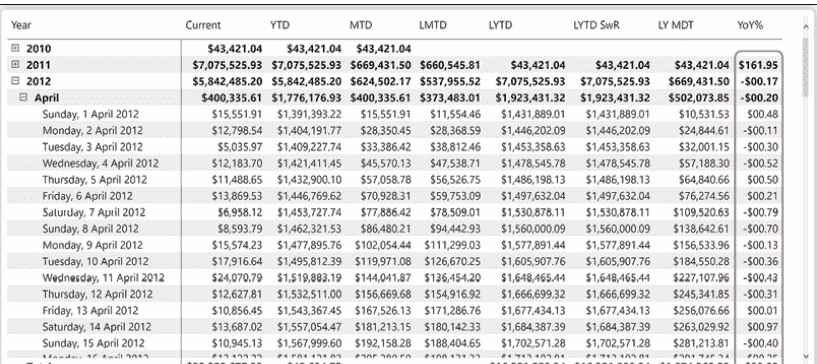 Year Current YTD MTD LMTD LYTD LYTD SwR LY MDT YoY%
2010 $43,421.04 $43,421.04 $43,421.04
2011 $7,075,525.93 $7,075,525.93 $669,431.50 $660,545.81 $43,421.04 $43,421.04 $43,421.04 $161.95
2012 $5,842,485.20 $5,842,485.20 $624,502.17 $537,955.52 $7,075,525.93 $7,075,525.93 $669,431.50 -$00.17
April $400,335.61 $1,776,176.93 $400,335.61 $373,483.01 $1,923,431.32 $1,923,431.32 $502,073.85 -$00.20
Sunday, 1 April 2012 $15,551.91 $1,391,393.22 $15,551.91 $11,554.46 $1,431,889.01 $1,431,889.01 $10,531.53 $00.48
Monday, 2 April 2012 $12,798.54 $1,404,191.77 $28,350.45 $28,368.59 $1,446,202.09 $1,446,202.09 $24,844.61 -$00.11
Tuesday, 3 April 2012 $5,035.97 $1,409,227.74 $33,386.42 $38,812.46 $1,453,358.63 $1,453,358.63 $32,001.15 -$00.30
Wednesday, 4 April 2012 $12,183.70 $1,421,411.45 $45,570.13 $47,538.71 $1,478,545.78 $1,478,545.78 $57,188.30 -$00.52
Thursday, 5 April 2012 $11,488.65 $1,432,900.10 $57,058.78 $56,526.75 $1,486,198.13 $1,486,198.13 $64,840.66 $00.50
Friday, 6 April 2012 $13,869.53 $1,446,769.62 $70,928.31 $59,753.09 $1,497,632.04 $1,497,632.04 $76,274.56 $00.21
Saturday, 7 April 2012 $6,958.12 $1,453,727.74 $77,886.42 $78,509.01 $1,530,878.11 $1,530,878.11 $109,520.63 -$00.79
Sunday, 8 April 2012 $8,593.79 $1,462,321.53 $86,480.21 $94,442.93 $1,560,000.09 $1,560,000.09 $138,642.61 -$00.70
Monday, 9 April 2012 $15,574.23 $1,477,895.76 $102,054.44 $111,299.03 $1,577,891.44 $1,577,891.44 $156,533.96 -$00.13
Tuesday, 10 April 2012 $17,916.64 $1,495,812.39 $119,971.08 $126,670.25 $1,605,907.76 $1,605,907.76 $184,550.28 -$00.36
Wednesday, 11 April 2012 $24,070.79 $1,519,883.19 $144,041.87 $136,454.20 $1,648,465.44 $1,648,465.44 $227,107.96 -$00.43
Thursday, 12 April 2012 $12,627.81 $1,532,511.00 $156,669.68 $154,916.92 $1,666,699.32 $1,666,699.32 $245,341.85 -$00.31
Friday, 13 April 2012 $10,856.45 $1,543,367.45 $167,526.13 $171,286.76 $1,677,434.13 $1,677,434.13 $256,076.66 $00.01
Saturday, 14 April 2012 $13,687.02 $1,557,054.47 $181,213.15 $180,142.33 $1,684,387.39 $1,684,387.39 $263,029.92 $00.97
Sunday, 15 April 2012 $10,945.13 $1,567,999.60 $192,158.28 $188,404.65 $1,702,571.28 $1,702,571.28 $281,213.81 -$00.40